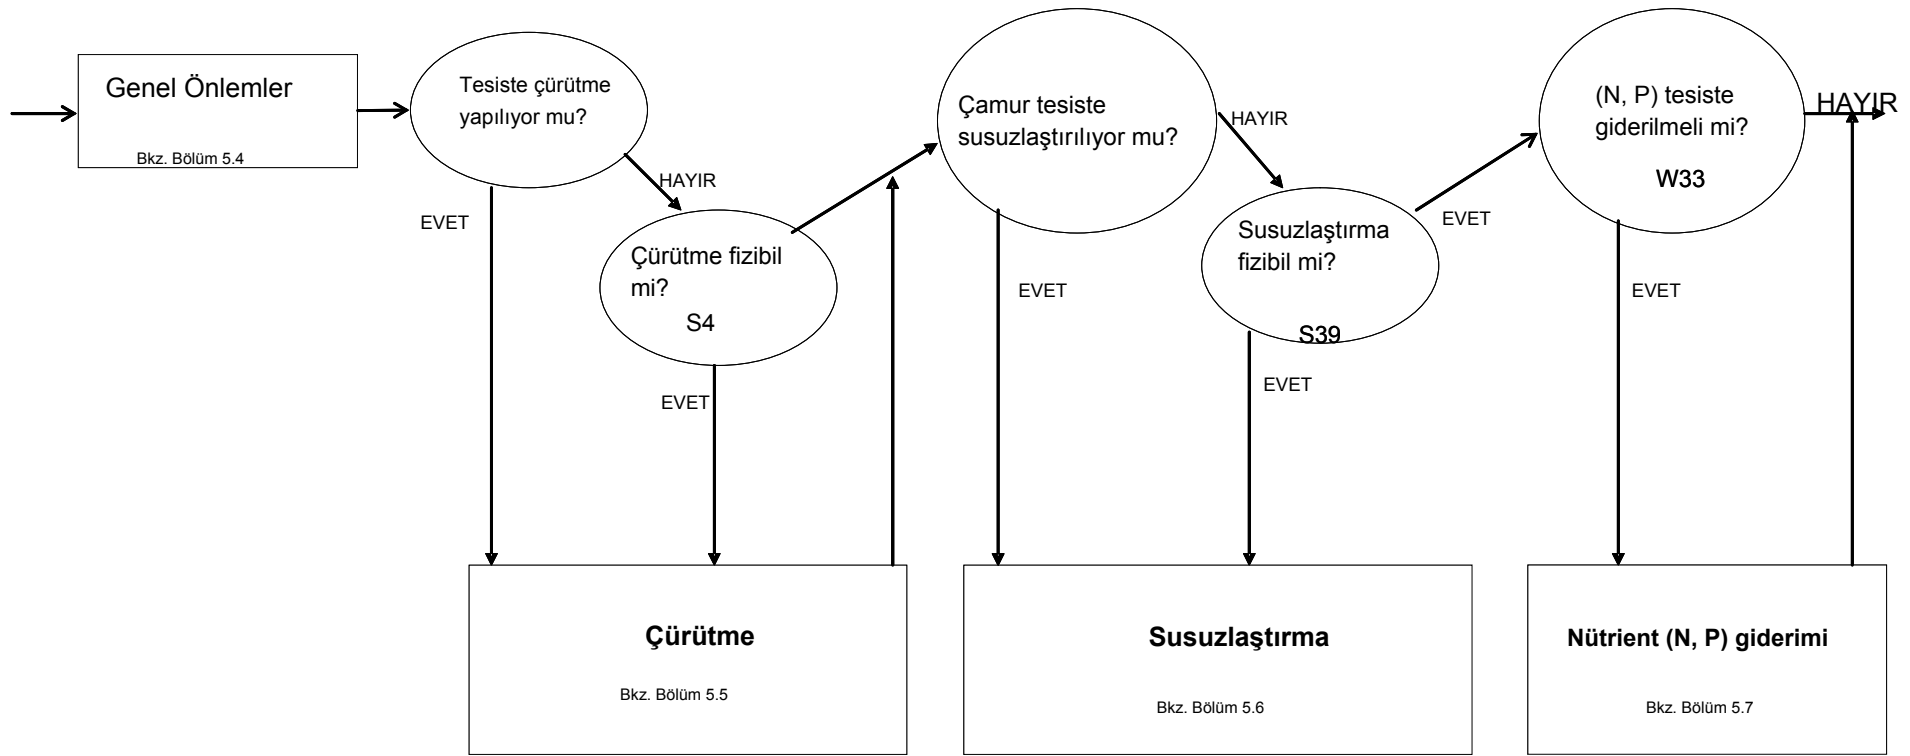 Genel Önlemler
Bkz. Bölüm 5.4
Tesiste çürütme
yapılıyor mu?
EVET
HAYIR
Çürütme fizibil
mi?
S4
EVET
Çamur tesiste
susuzlaştırılıyor mu?
EVET
HAYIR
Susuzlaştırma
fizibil mi?
S39
EVET
EVET
(N, P) tesiste
giderilmeli mi?
W33
HAYIR
EVET
Çürütme
Bkz. Bölüm 5.5
Susuzlaştırma
Bkz. Bölüm 5.6
Nütrient (N, P) giderimi
Bkz. Bölüm 5.7